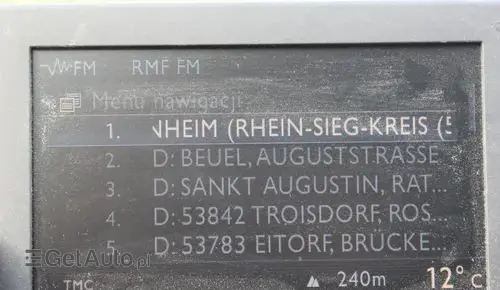 FM RMF FM
Menu nawigacji
1. NHEIM (RHEIN-SIEG-KREIS (5
2. D: BEUEL, AUGUSTSTRASSE
3. D: SANKT AUGUSTIN, RAT...
4. D: 53842 TROISDORF, ROS...
5. D: 53783 EITORF, BRÜCKE...
GetAuto.pl
TMC 240m 12° C